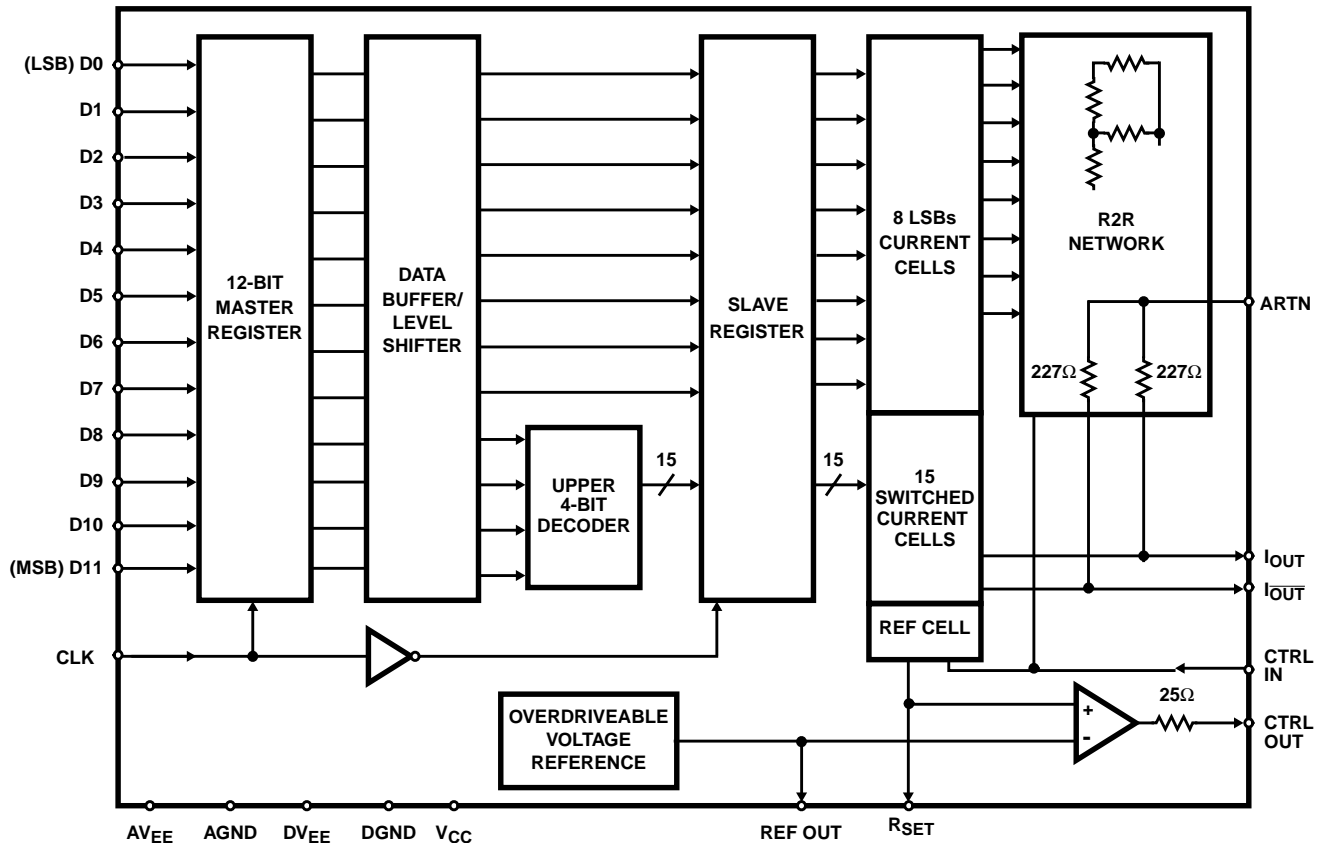 (LSB) D0
D1
D2
D3
D4
D5
D6
D7
D8
D9
D10
(MSB) D11
CLK
12-BIT
MASTER
REGISTER
DATA
BUFFER/
LEVEL
SHIFTER
UPPER
4-BIT
DECODER
15
SLAVE
REGISTER
15
8 LSBs
CURRENT
CELLS
15
SWITCHED
CURRENT
CELLS
REF CELL
R2R
NETWORK
227Ω
227Ω
ARTN
IOUT
I̅O̅U̅T̅
CTRL
IN
25Ω
CTRL
OUT
OVERDRIVEABLE
VOLTAGE
REFERENCE
+
-
AVEE
AGND
DVEE
DGND
VCC
REF OUT
RSET